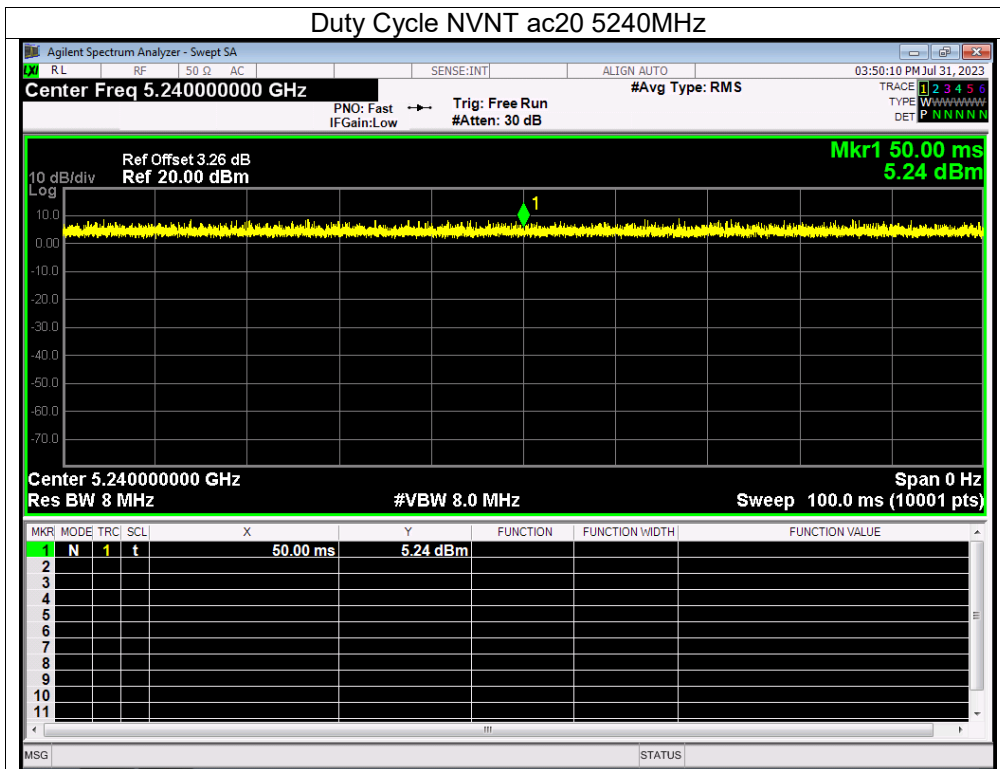 Duty Cycle NVNT ac20 5240MHz
Agilent Spectrum Analyzer - Swept SA
LXI RL RF 50 Ω AC SENSE:INT ALIGN AUTO 03:50:10 PM Jul 31, 2023
Center Freq 5.240000000 GHz #Avg Type: RMS TRACE 1 2 3 4 5 6
PNO: Fast Trig: Free Run TYPE WWWWWW
IFGain:Low #Atten: 30 dB DET P N N N N N
Mkr1 50.00 ms
5.24 dBm
Ref Offset 3.26 dB
10 dB/div Ref 20.00 dBm
Log
1
10.0
0.00
-10.0
-20.0
-30.0
-40.0
-50.0
-60.0
-70.0
Center 5.240000000 GHz Span 0 Hz
Res BW 8 MHz #VBW 8.0 MHz Sweep 100.0 ms (10001 pts)
MKR MODE TRC SCL X Y FUNCTION FUNCTION WIDTH FUNCTION VALUE
1 N 1 t 50.00 ms 5.24 dBm
2
3
4
5
6
7
8
9
10
11
MSG STATUS